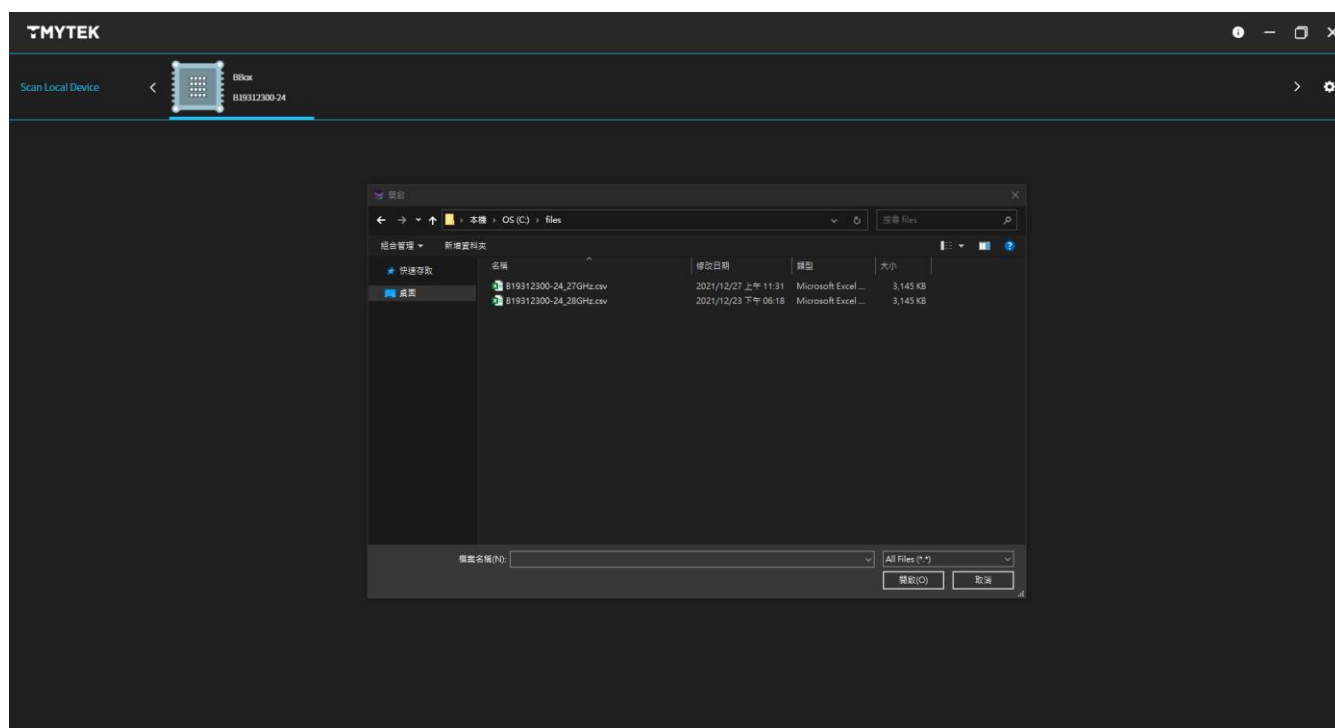 TMYTEK
Scan Local Device
BBox
B19312300-24
開啟
本機 › OS (C:) › files
搜尋 files
組合管理
新增資料夾
快速存取
桌面
名稱 修改日期 類型 大小
B19312300-24_27GHz.csv 2021/12/27 上午 11:31 Microsoft Excel ... 3,145 KB
B19312300-24_28GHz.csv 2021/12/23 下午 06:18 Microsoft Excel ... 3,145 KB
檔案名稱(N):
All Files (*.*)
開啟(O) 取消